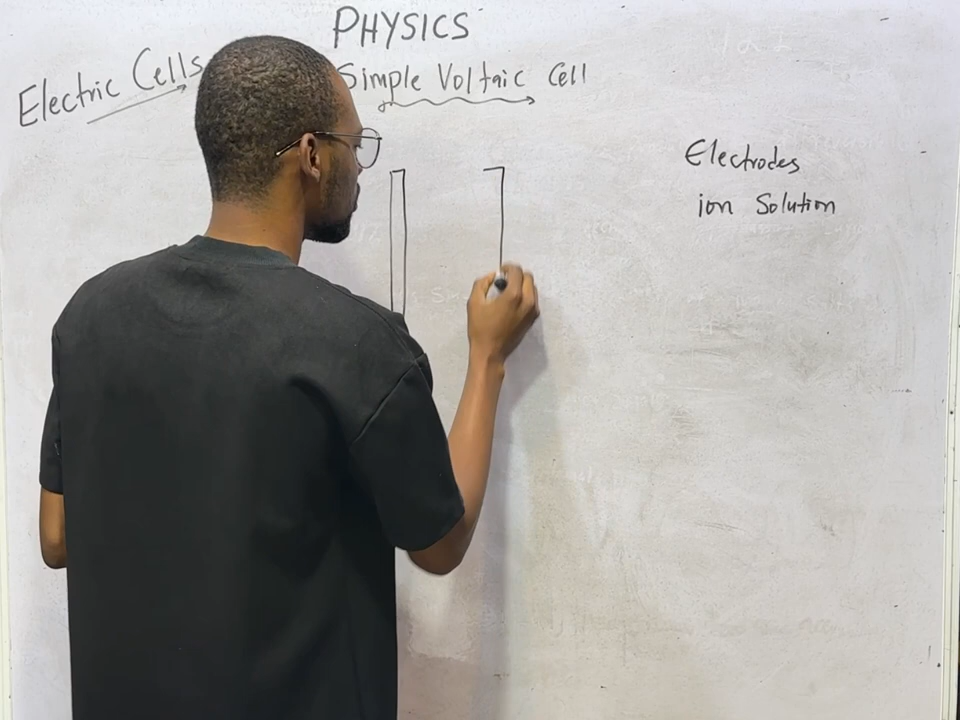 PHYSICS
Electric Cells
Simple Voltaic Cell
Electrodes
ion Solution